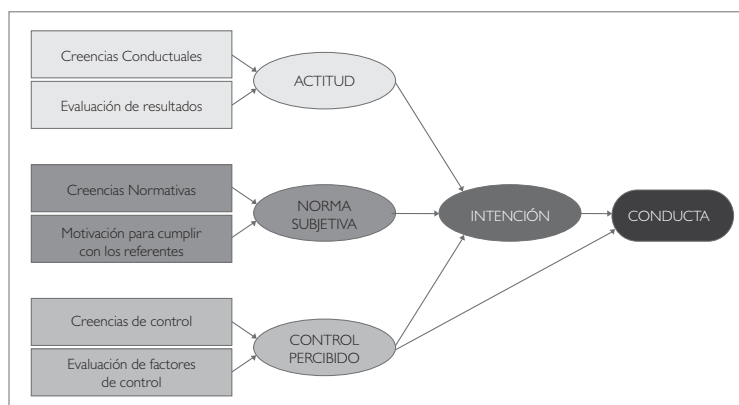 Creencias Conductuales
Evaluación de resultados
ACTITUD
Creencias Normativas
Motivación para cumplir
con los referentes
NORMA
SUBJETIVA
INTENCIÓN
CONDUCTA
Creencias de control
Evaluación de factores
de control
CONTROL
PERCIBIDO